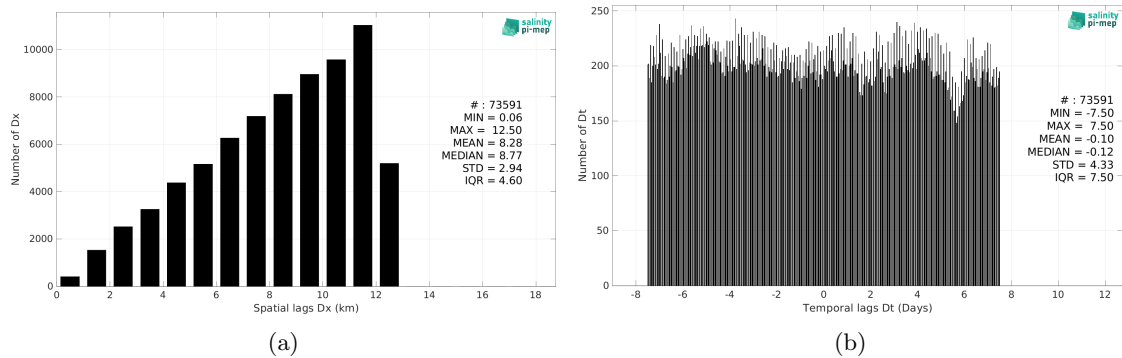 salinity
pi-mep
10000
8000
6000
4000
2000
0
Number of Dx
# : 73591
MIN = 0.06
MAX = 12.50
MEAN = 8.28
MEDIAN = 8.77
STD = 2.94
IQR = 4.60
0 2 4 6 8 10 12 14 16 18
Spatial lags Dx (km)
(a)
salinity
pi-mep
250
200
150
100
50
0
Number of Dt
# : 73591
MIN = -7.50
MAX = 7.50
MEAN = -0.10
MEDIAN = -0.12
STD = 4.33
IQR = 7.50
-8 -6 -4 -2 0 2 4 6 8 10 12
Temporal lags Dt (Days)
(b)